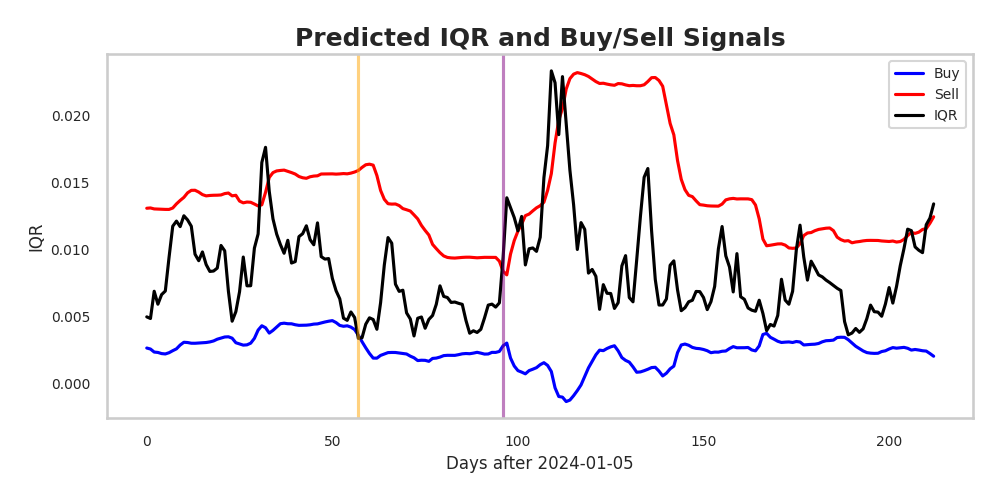 Predicted IQR and Buy/Sell Signals
Buy
Sell
IQR
0.020
0.015
0.010
0.005
0.000
IQR
0
50
100
150
200
Days after 2024-01-05